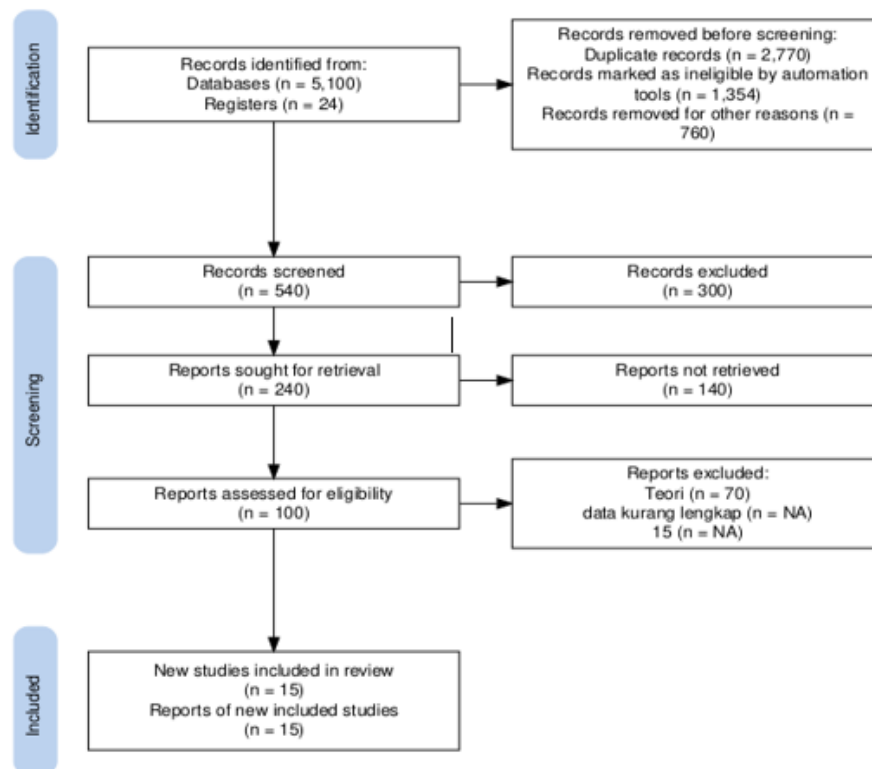 Identification
Records identified from:
Databases (n = 5,100)
Registers (n = 24)
Records removed before screening:
Duplicate records (n = 2,770)
Records marked as ineligible by automation
tools (n = 1,354)
Records removed for other reasons (n =
760)
Screening
Records screened
(n = 540)
Records excluded
(n = 300)
Reports sought for retrieval
(n = 240)
Reports not retrieved
(n = 140)
Reports assessed for eligibility
(n = 100)
Reports excluded:
Teori (n = 70)
data kurang lengkap (n = NA)
15 (n = NA)
Included
New studies included in review
(n = 15)
Reports of new included studies
(n = 15)